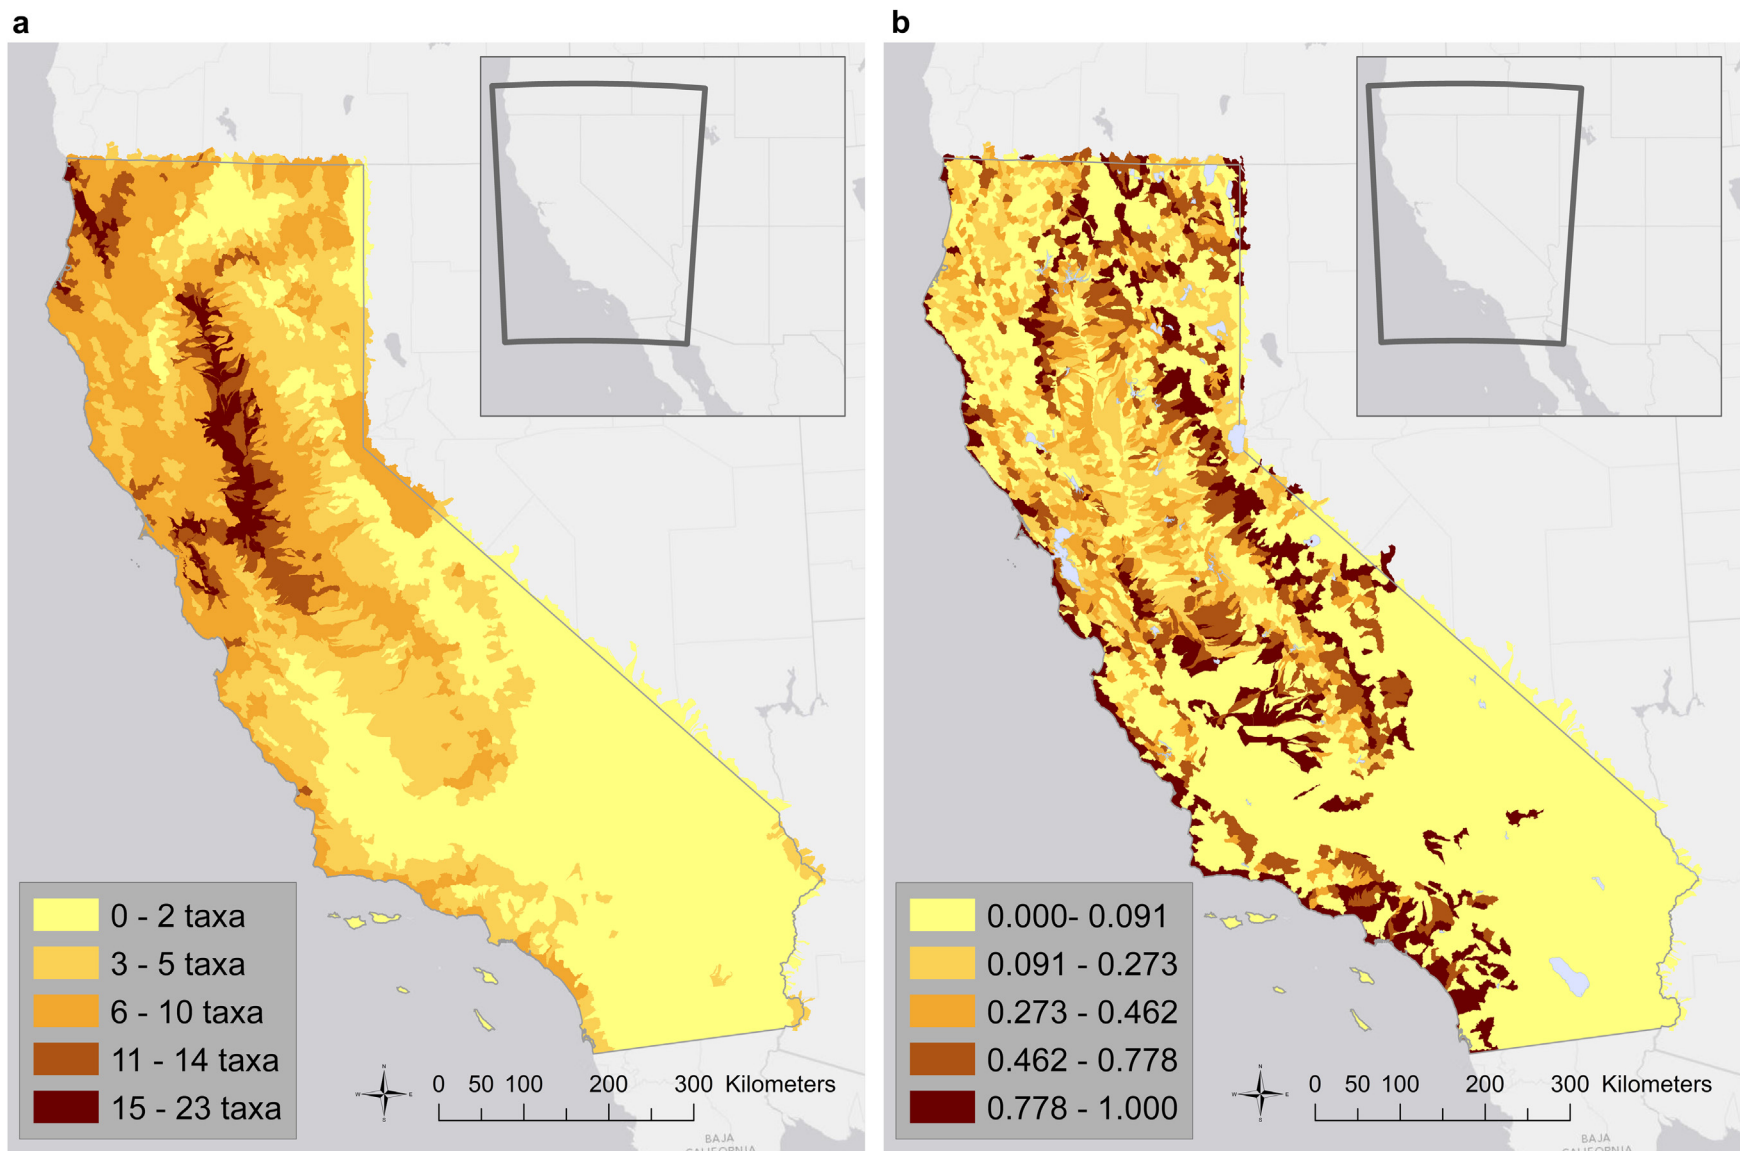 a
b
0 - 2 taxa
3 - 5 taxa
6 - 10 taxa
11 - 14 taxa
15 - 23 taxa
N
W
E
S
0 50 100 200 300 Kilometers
BAJA
CALIFORNIA
0.000- 0.091
0.091 - 0.273
0.273 - 0.462
0.462 - 0.778
0.778 - 1.000
N
W
E
S
0 50 100 200 300 Kilometers
BAJA
CALIFORNIA